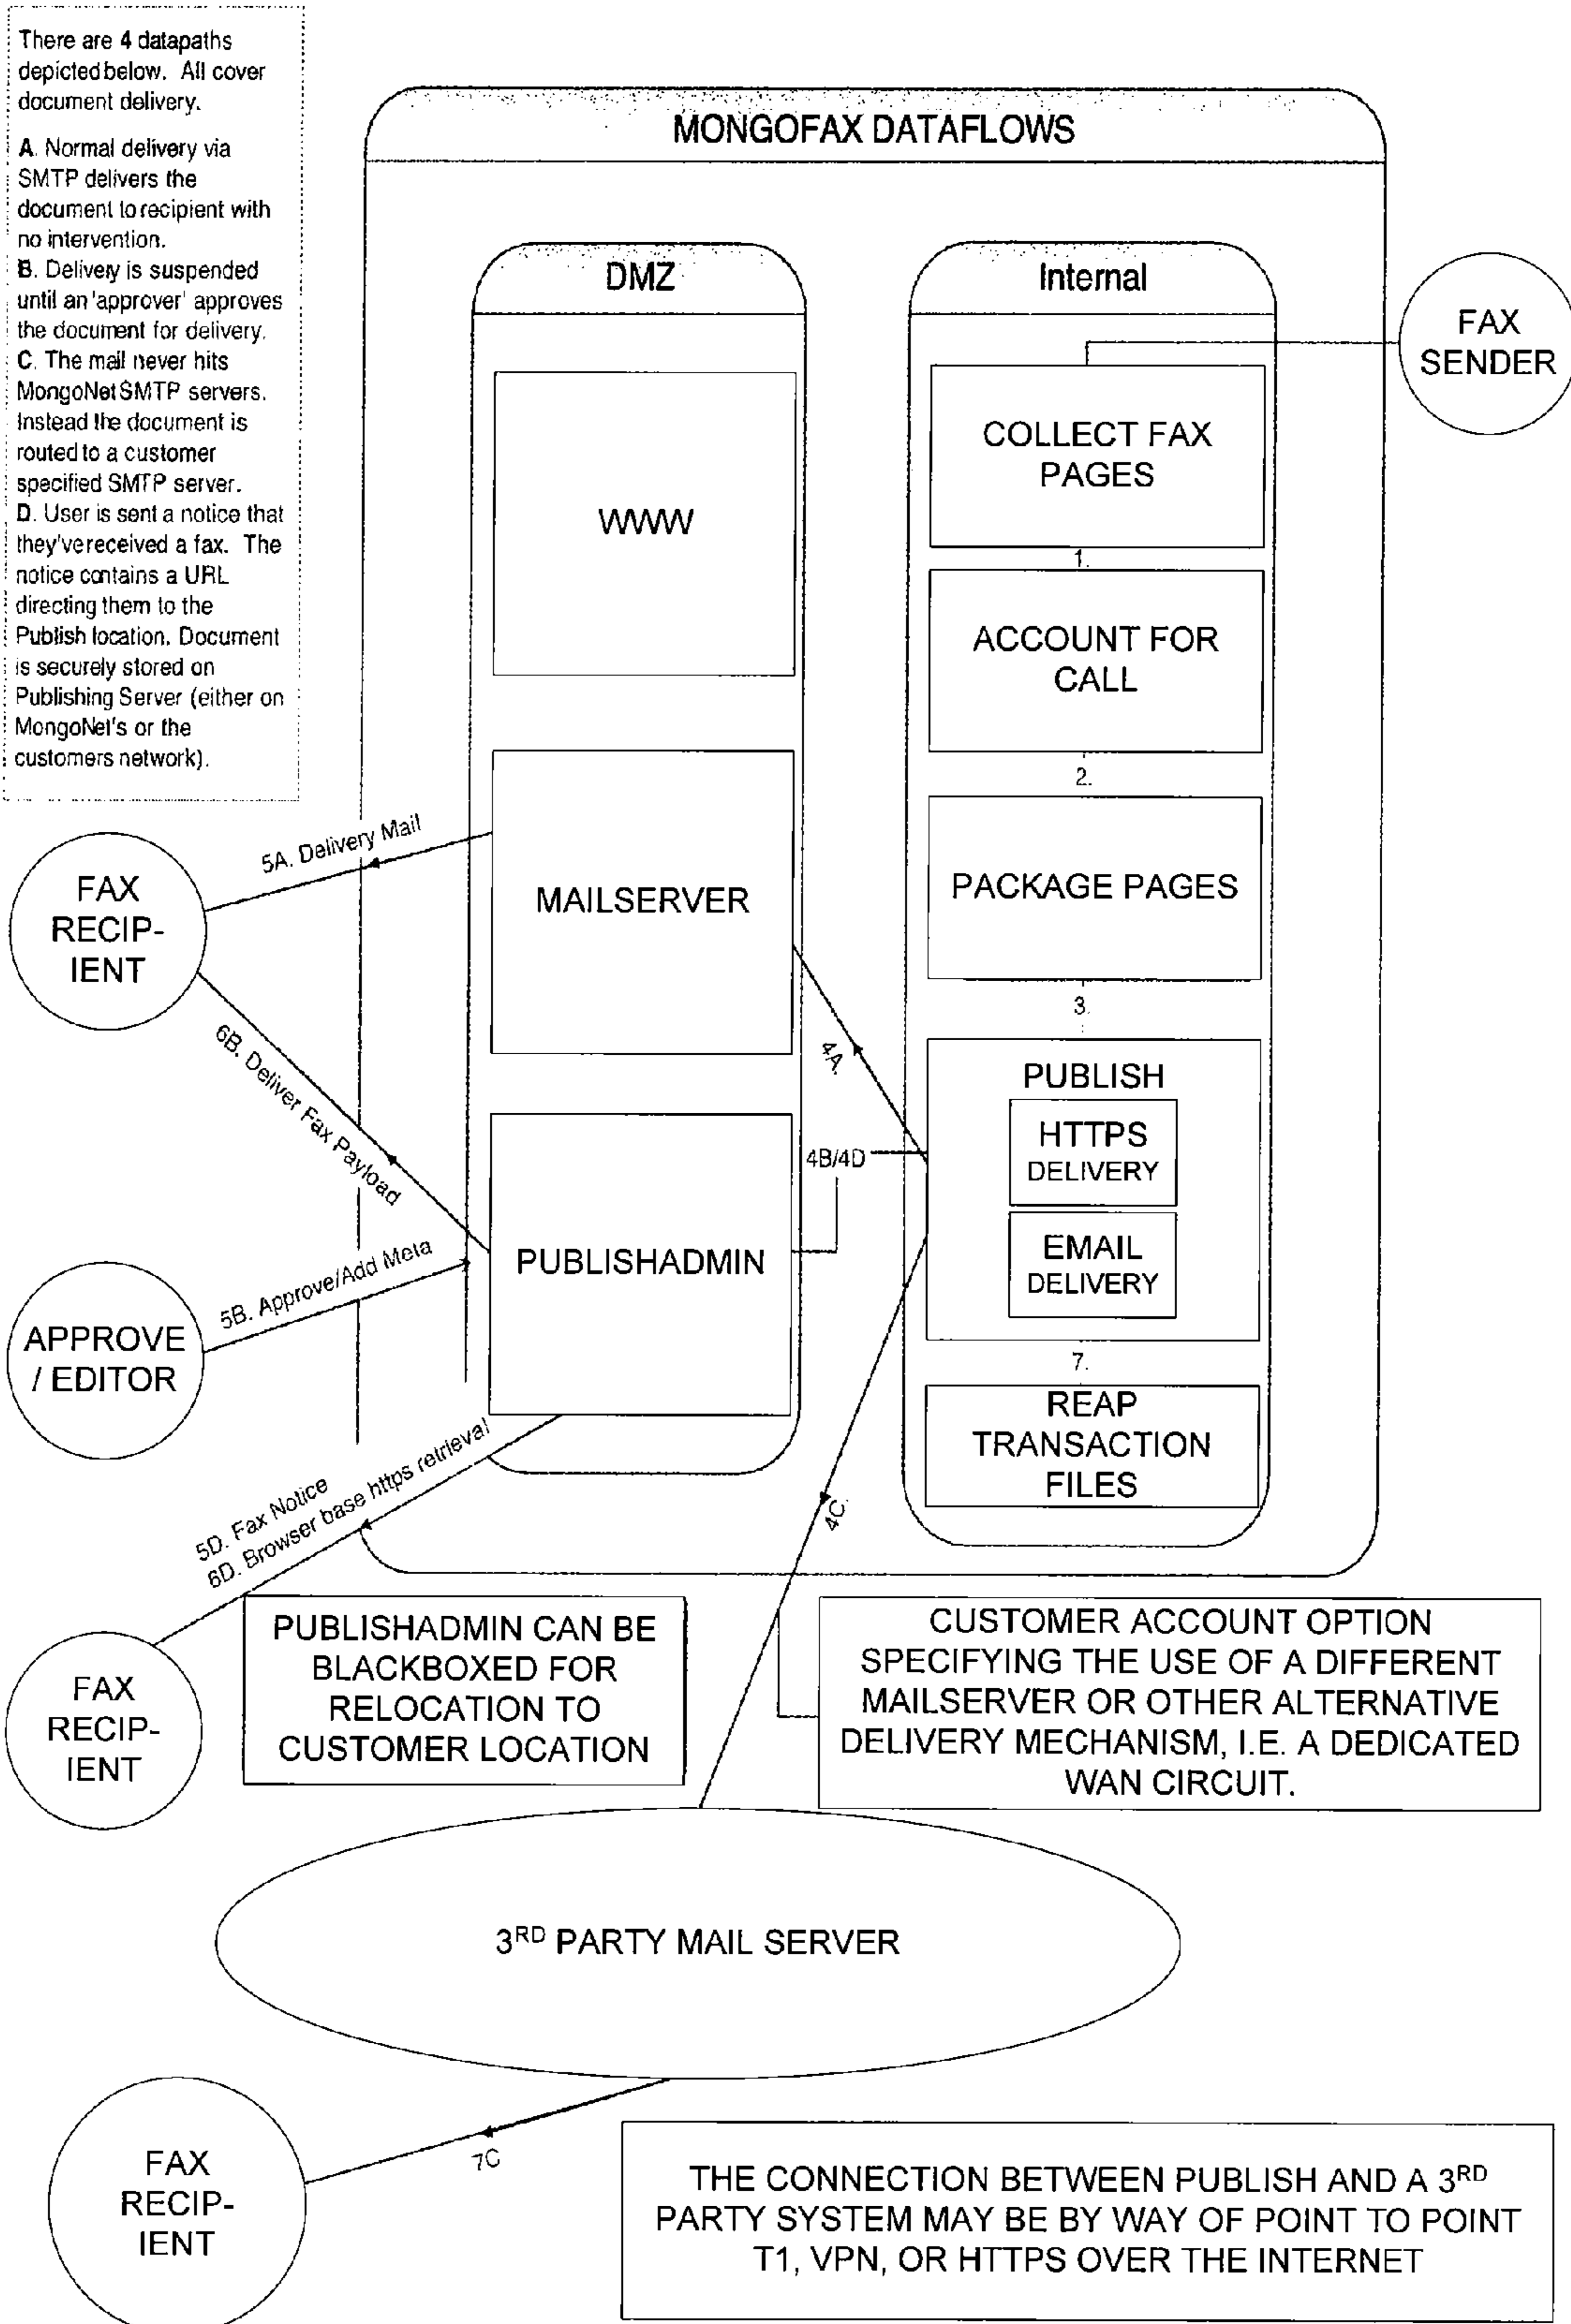 There are 4 datapaths
depicted below. All cover
document delivery.
A. Normal delivery via
SMTP delivers the
document to recipient with
no intervention.
B. Delivery is suspended
until an 'approver' approves
the document for delivery.
C. The mail never hits
MongoNet SMTP servers.
Instead the document is
routed to a customer
specified SMTP server.
D. User is sent a notice that
they've received a fax. The
notice contains a URL
directing them to the
Publish location. Document
is securely stored on
Publishing Server (either on
MongoNet's or the
customers network).
MONGOFAX DATAFLOWS
DMZ
WWW
MAILSERVER
PUBLISHADMIN
Internal
COLLECT FAX
PAGES
1.
ACCOUNT FOR
CALL
2.
PACKAGE PAGES
3.
PUBLISH
HTTPS
DELIVERY
EMAIL
DELIVERY
7.
REAP
TRANSACTION
FILES
FAX
SENDER
4A.
4B/4D
4C.
5A. Delivery Mail
FAX
RECIP-
IENT
6B. Deliver Fax Payload
5B. Approve/Add Meta
APPROVE
/ EDITOR
5D. Fax Notice
6D. Browser base https retrieval
FAX
RECIP-
IENT
PUBLISHADMIN CAN BE
BLACKBOXED FOR
RELOCATION TO
CUSTOMER LOCATION
CUSTOMER ACCOUNT OPTION
SPECIFYING THE USE OF A DIFFERENT
MAILSERVER OR OTHER ALTERNATIVE
DELIVERY MECHANISM, I.E. A DEDICATED
WAN CIRCUIT.
3RD PARTY MAIL SERVER
7C
FAX
RECIP-
IENT
THE CONNECTION BETWEEN PUBLISH AND A 3RD
PARTY SYSTEM MAY BE BY WAY OF POINT TO POINT
T1, VPN, OR HTTPS OVER THE INTERNET